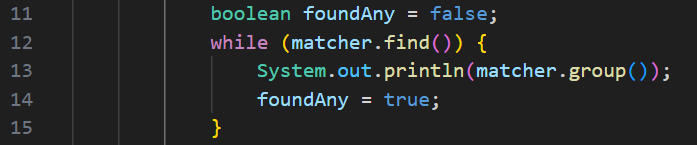 11 boolean foundAny = false;
12 while (matcher.find()) {
13 System.out.println(matcher.group());
14 foundAny = true;
15 }